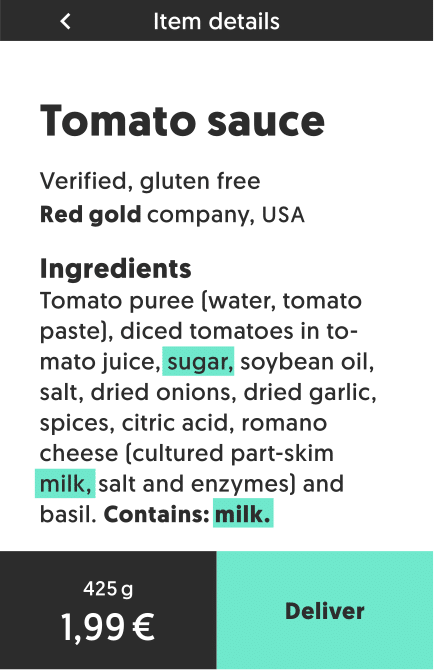 Item details
Tomato sauce
Verified, gluten free
Red gold company, USA
Ingredients
Tomato puree (water, tomato
paste), diced tomatoes in to-
mato juice, sugar, soybean oil,
salt, dried onions, dried garlic,
spices, citric acid, romano
cheese (cultured part-skim
milk, salt and enzymes) and
basil. Contains: milk.
425 g
1,99 €
Deliver